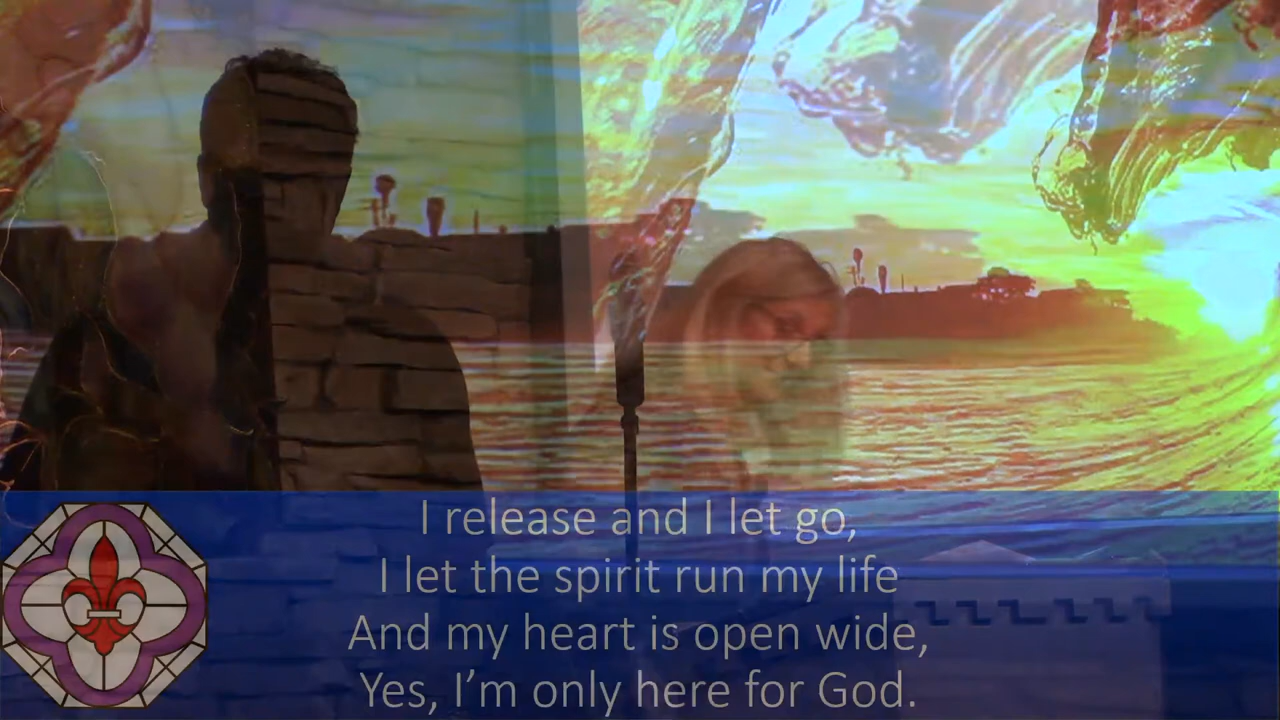 I release and I let go,
I let the spirit run my life
And my heart is open wide,
Yes, I'm only here for God.